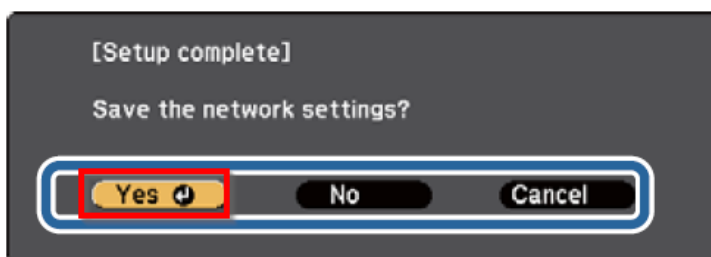 [Setup complete]
Save the network settings?
Yes No Cancel